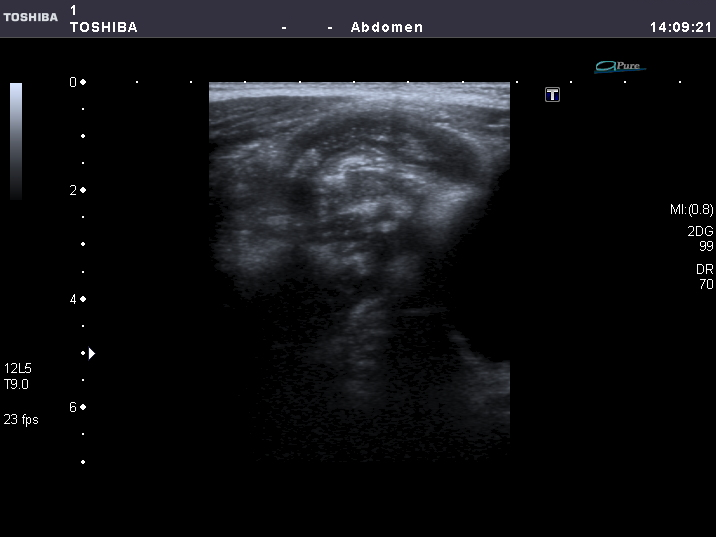 TOSHIBA
1
TOSHIBA - - Abdomen 14:09:21
aPure
T
0
2
4
6
MI:(0.8)
2DG
99
DR
70
12L5
T9.0
23 fps